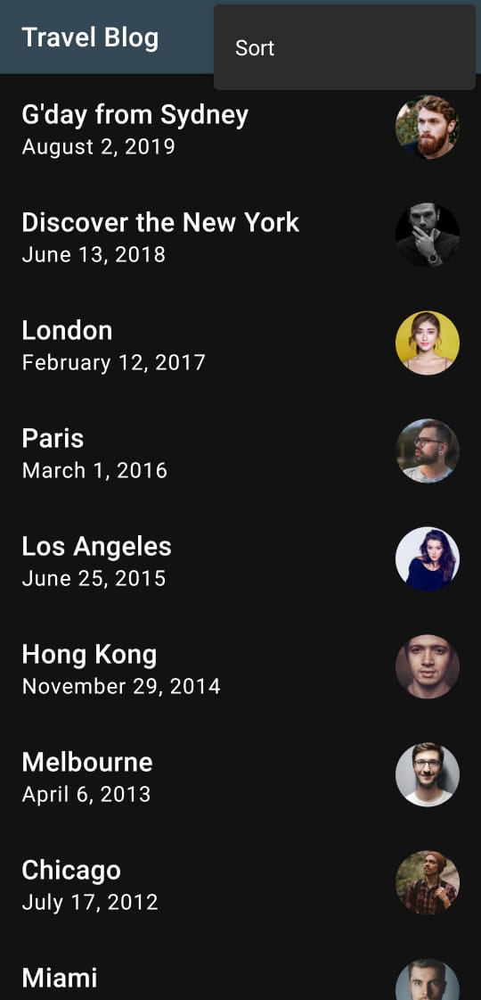 Travel Blog
Sort
G'day from Sydney
August 2, 2019
Discover the New York
June 13, 2018
London
February 12, 2017
Paris
March 1, 2016
Los Angeles
June 25, 2015
Hong Kong
November 29, 2014
Melbourne
April 6, 2013
Chicago
July 17, 2012
Miami